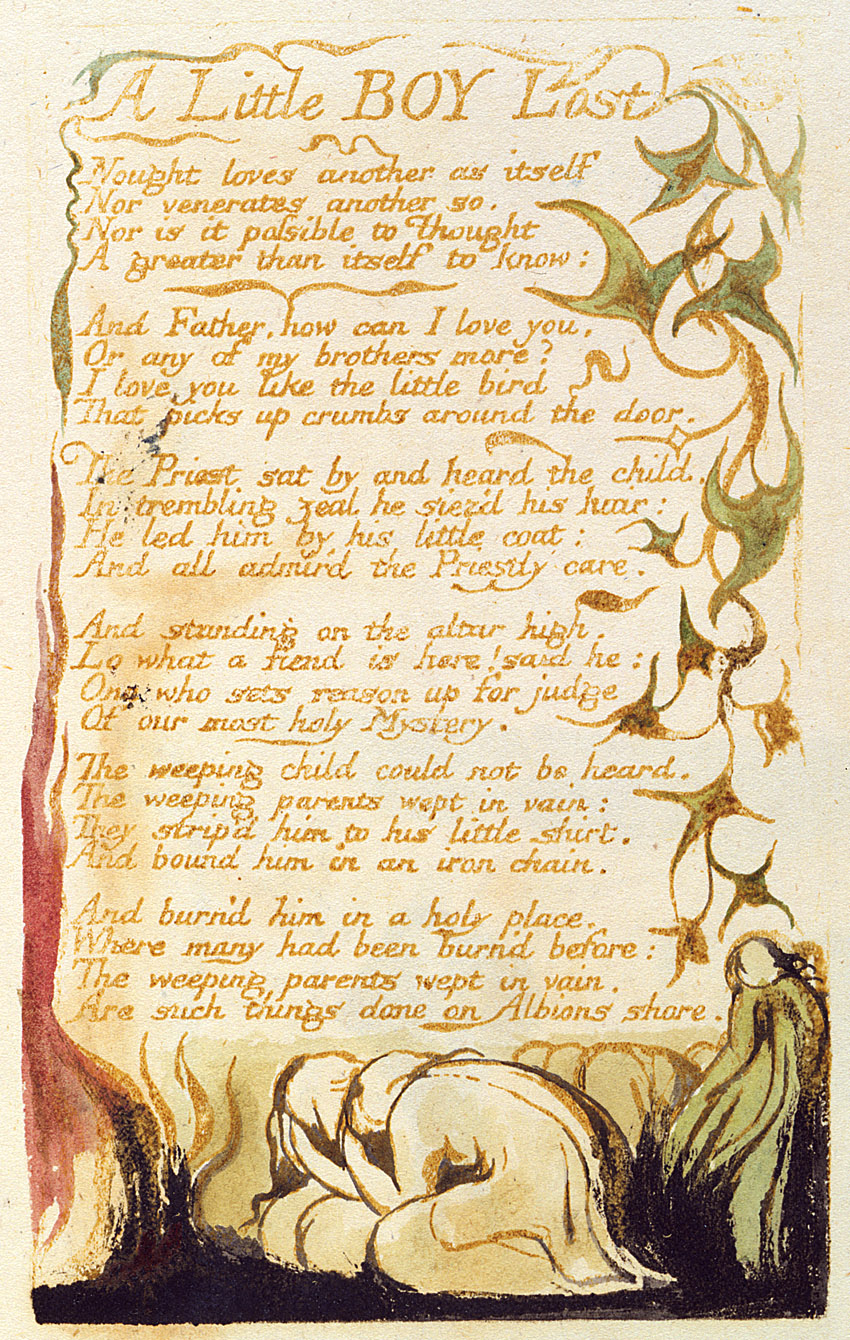 A Little BOY Lost
Nought loves another as itself
Nor venerates another so.
Nor is it possible to Thought
A greater than itself to know:
And Father, how can I love you,
Or any of my brothers more?
I love you like the little bird
That picks up crumbs around the door.
The Priest sat by and heard the child.
In trembling zeal he siez'd his hair:
He led him by his little coat:
And all admir'd the Priestly care.
And standing on the altar high.
Lo what a fiend is here! said he:
One who sets reason up for judge
Of our most holy Mystery.
The weeping child could not be heard.
The weeping parents wept in vain:
They strip'd him to his little shirt.
And bound him in an iron chain.
And burn'd him in a holy place.
Where many had been burn'd before:
The weeping parents wept in vain.
Are such things done on Albions shore.